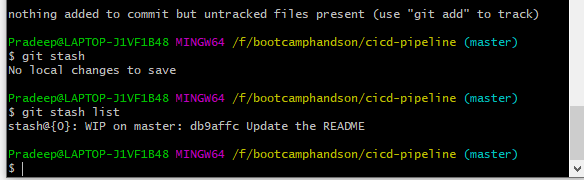 nothing added to commit but untracked files present (use "git add" to track)
Pradeep@LAPTOP-J1VF1B48 MINGW64 /f/bootcamphandson/cicd-pipeline (master)
$ git stash
No local changes to save
Pradeep@LAPTOP-J1VF1B48 MINGW64 /f/bootcamphandson/cicd-pipeline (master)
$ git stash list
stash@{0}: WIP on master: db9affc Update the README
Pradeep@LAPTOP-J1VF1B48 MINGW64 /f/bootcamphandson/cicd-pipeline (master)
$